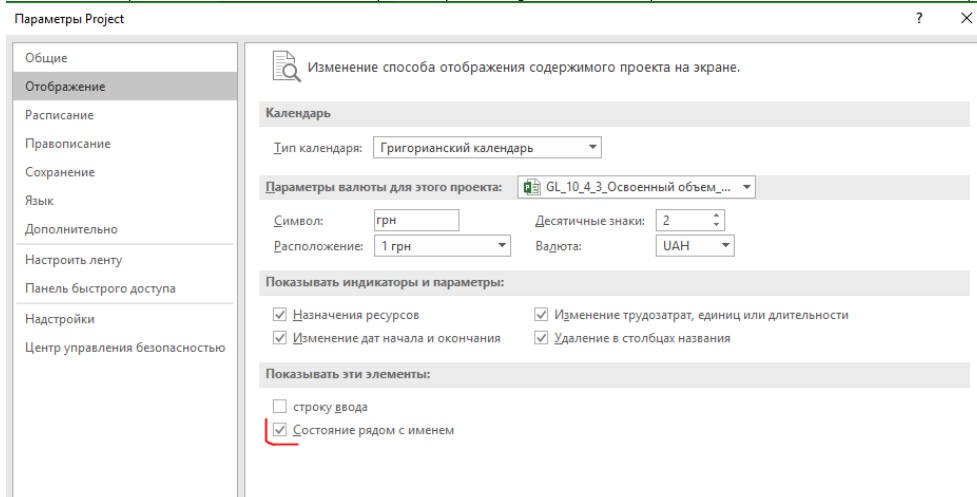 Параметры Project
? ×
Общие
Отображение
Расписание
Правописание
Сохранение
Язык
Дополнительно
Настроить ленту
Панель быстрого доступа
Надстройки
Центр управления безопасностью
Изменение способа отображения содержимого проекта на экране.
Календарь
Тип календаря: Григорианский календарь
Параметры валюты для этого проекта: GL_10_4_3_Освоенный объем_...
Символ: грн Десятичные знаки: 2
Расположение: 1 грн Валюта: UAH
Показывать индикаторы и параметры:
Назначения ресурсов Изменение трудозатрат, единиц или длительности
Изменение дат начала и окончания Удаление в столбцах названия
Показывать эти элементы:
строку ввода
Состояние рядом с именем